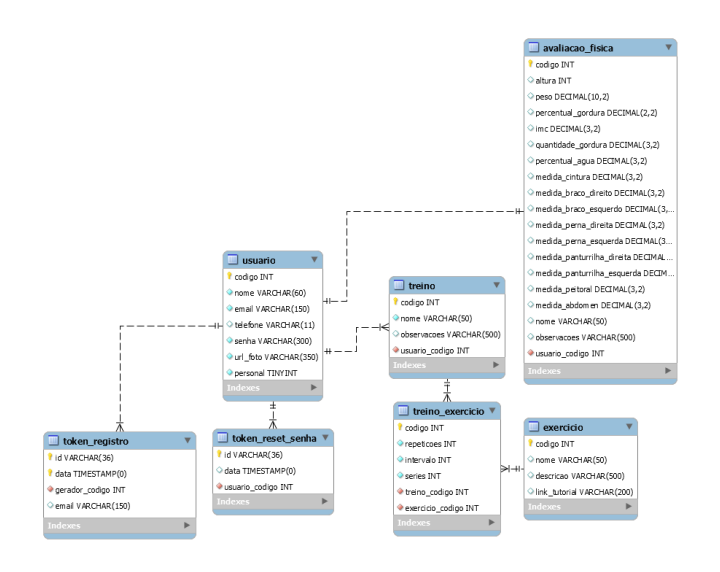 avaliacao_fisica
codigo INT
altura INT
peso DECIMAL(10,2)
percentual_gordura DECIMAL(2,2)
imc DECIMAL(3,2)
quantidade_gordura DECIMAL(3,2)
percentual_agua DECIMAL(3,2)
medida_cintura DECIMAL(3,2)
medida_braco_direito DECIMAL(3,2)
medida_braco_esquerdo DECIMAL(3,...
medida_perna_direita DECIMAL(3,2)
medida_perna_esquerda DECIMAL(3...
medida_panturrilha_direita DECIMAL...
medida_panturrilha_esquerda DECIM...
medida_peitoral DECIMAL(3,2)
medida_abdomen DECIMAL(3,2)
nome VARCHAR(50)
observacoes VARCHAR(500)
usuario_codigo INT
Indexes
usuario
codigo INT
nome VARCHAR(60)
email VARCHAR(150)
telefone VARCHAR(11)
senha VARCHAR(300)
url_foto VARCHAR(350)
personal TINYINT
Indexes
treino
codigo INT
nome VARCHAR(50)
observacoes VARCHAR(500)
usuario_codigo INT
Indexes
token_registro
id VARCHAR(36)
data TIMESTAMP(0)
gerador_codigo INT
email VARCHAR(150)
Indexes
token_reset_senha
id VARCHAR(36)
data TIMESTAMP(0)
usuario_codigo INT
Indexes
treino_exercicio
codigo INT
repeticoes INT
intervalo INT
series INT
treino_codigo INT
exercicio_codigo INT
Indexes
exercicio
codigo INT
nome VARCHAR(50)
descricao VARCHAR(500)
link_tutorial VARCHAR(200)
Indexes